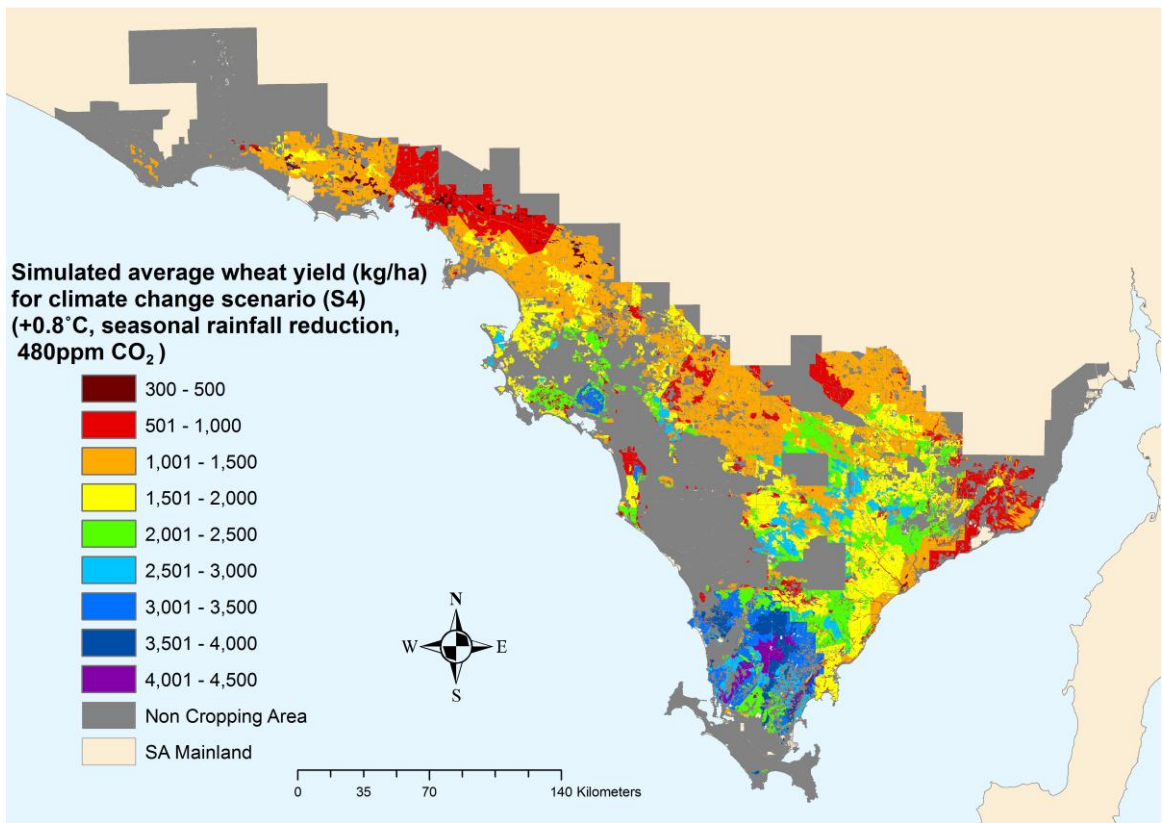 Simulated average wheat yield (kg/ha)
for climate change scenario (S4)
(+0.8˚C, seasonal rainfall reduction,
480ppm CO₂ )
300 - 500
501 - 1,000
1,001 - 1,500
1,501 - 2,000
2,001 - 2,500
2,501 - 3,000
3,001 - 3,500
3,501 - 4,000
4,001 - 4,500
Non Cropping Area
SA Mainland
N
W E
S
0 35 70 140 Kilometers